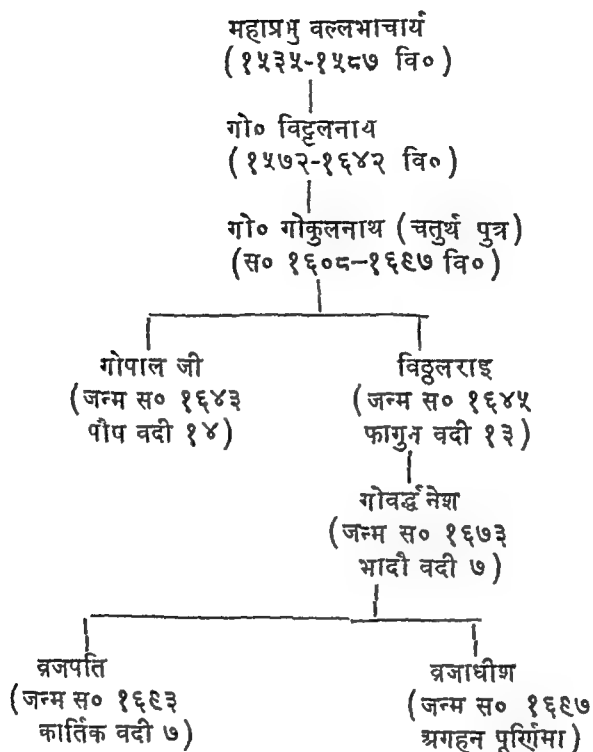 महाप्रभु वल्लभाचार्य
(१५३५-१५८७ वि०)
गो० विट्ठलनाथ
(१५७२-१६४२ वि०)
गो० गोकुलनाथ (चतुर्थ पुत्र)
(स० १६०८–१६९७ वि०)
गोपाल जी
(जन्म स० १६४३
पौष वदी १४)
विठ्ठलराइ
(जन्म स० १६४५
फागुन वदी १३)
गोवर्द्धनेश
(जन्म स० १६७३
भादौ वदी ७)
व्रजपति
(जन्म स० १६९३
कार्तिक वदी ७)
व्रजाधीश
(जन्म स० १६९७
अगहन पूर्णिमा)